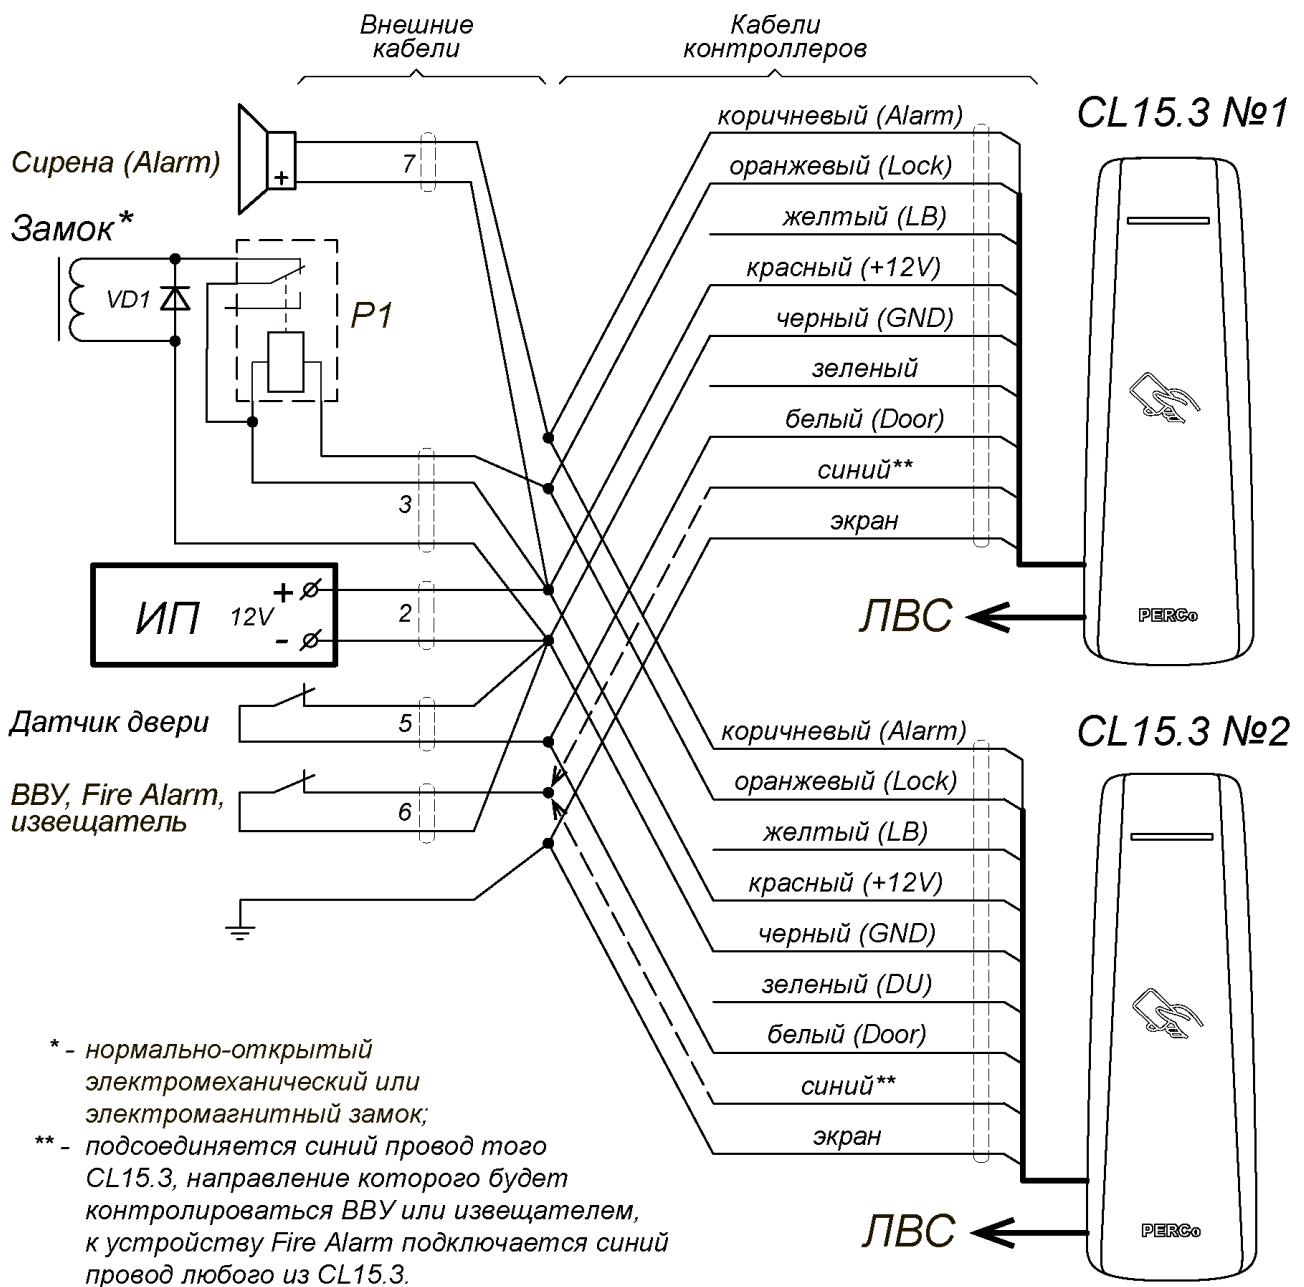 Внешние
кабели
Кабели
контроллеров
CL15.3 №1
Сирена (Alarm)
+
7
коричневый (Alarm)
оранжевый (Lock)
желтый (LB)
красный (+12V)
черный (GND)
зеленый
белый (Door)
синий**
экран
Замок*
VD1
P1
3
ИП
12V
+
-
2
ЛВС
PERCo
Датчик двери
5
ВВУ, Fire Alarm,
извещатель
6
CL15.3 №2
коричневый (Alarm)
оранжевый (Lock)
желтый (LB)
красный (+12V)
черный (GND)
зеленый (DU)
белый (Door)
синий**
экран
ЛВС
PERCo
* - нормально-открытый
электромеханический или
электромагнитный замок;
** - подсоединяется синий провод того
CL15.3, направление которого будет
контролироваться ВВУ или извещателем,
к устройству Fire Alarm подключается синий
провод любого из CL15.3.